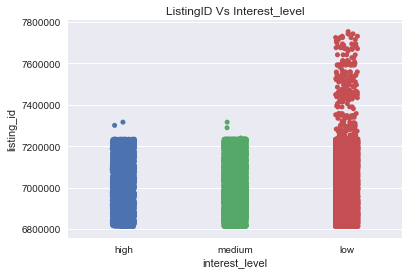 ListingID Vs Interest_level
7800000
7600000
7400000
7200000
7000000
6800000
listing_id
high medium low
interest_level